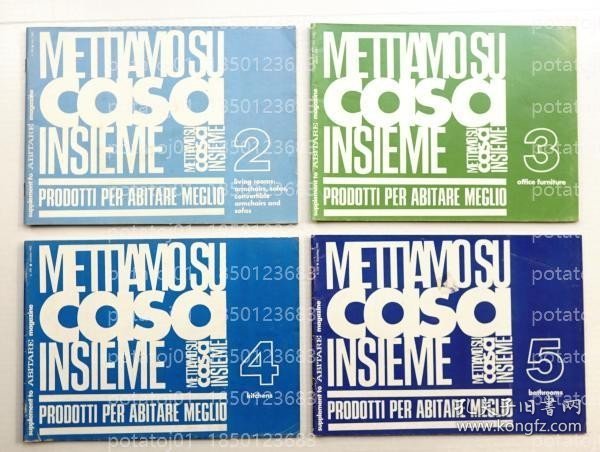 METTIAMO SU
casa
INSIEME
METTIAMO SU
casa
INSIEME
2
living rooms:
armchairs, sofas,
convertible
armchairs and
sofas
PRODOTTI PER ABITARE MEGLIO
supplement to ABITARE magazine
METTIAMO SU
casa
INSIEME
METTIAMO SU
casa
INSIEME
3
office furniture
PRODOTTI PER ABITARE MEGLIO
supplement to ABITARE magazine
METTIAMO SU
casa
INSIEME
METTIAMO SU
casa
INSIEME
4
kitchens
PRODOTTI PER ABITARE MEGLIO
supplement to ABITARE magazine
METTIAMO SU
casa
INSIEME
METTIAMO SU
casa
INSIEME
5
bathrooms
PRODOTTI PER ABITARE MEGLIO
supplement to ABITARE magazine
potatoj01 1850123688
孔夫子旧书网
www.kongfz.com